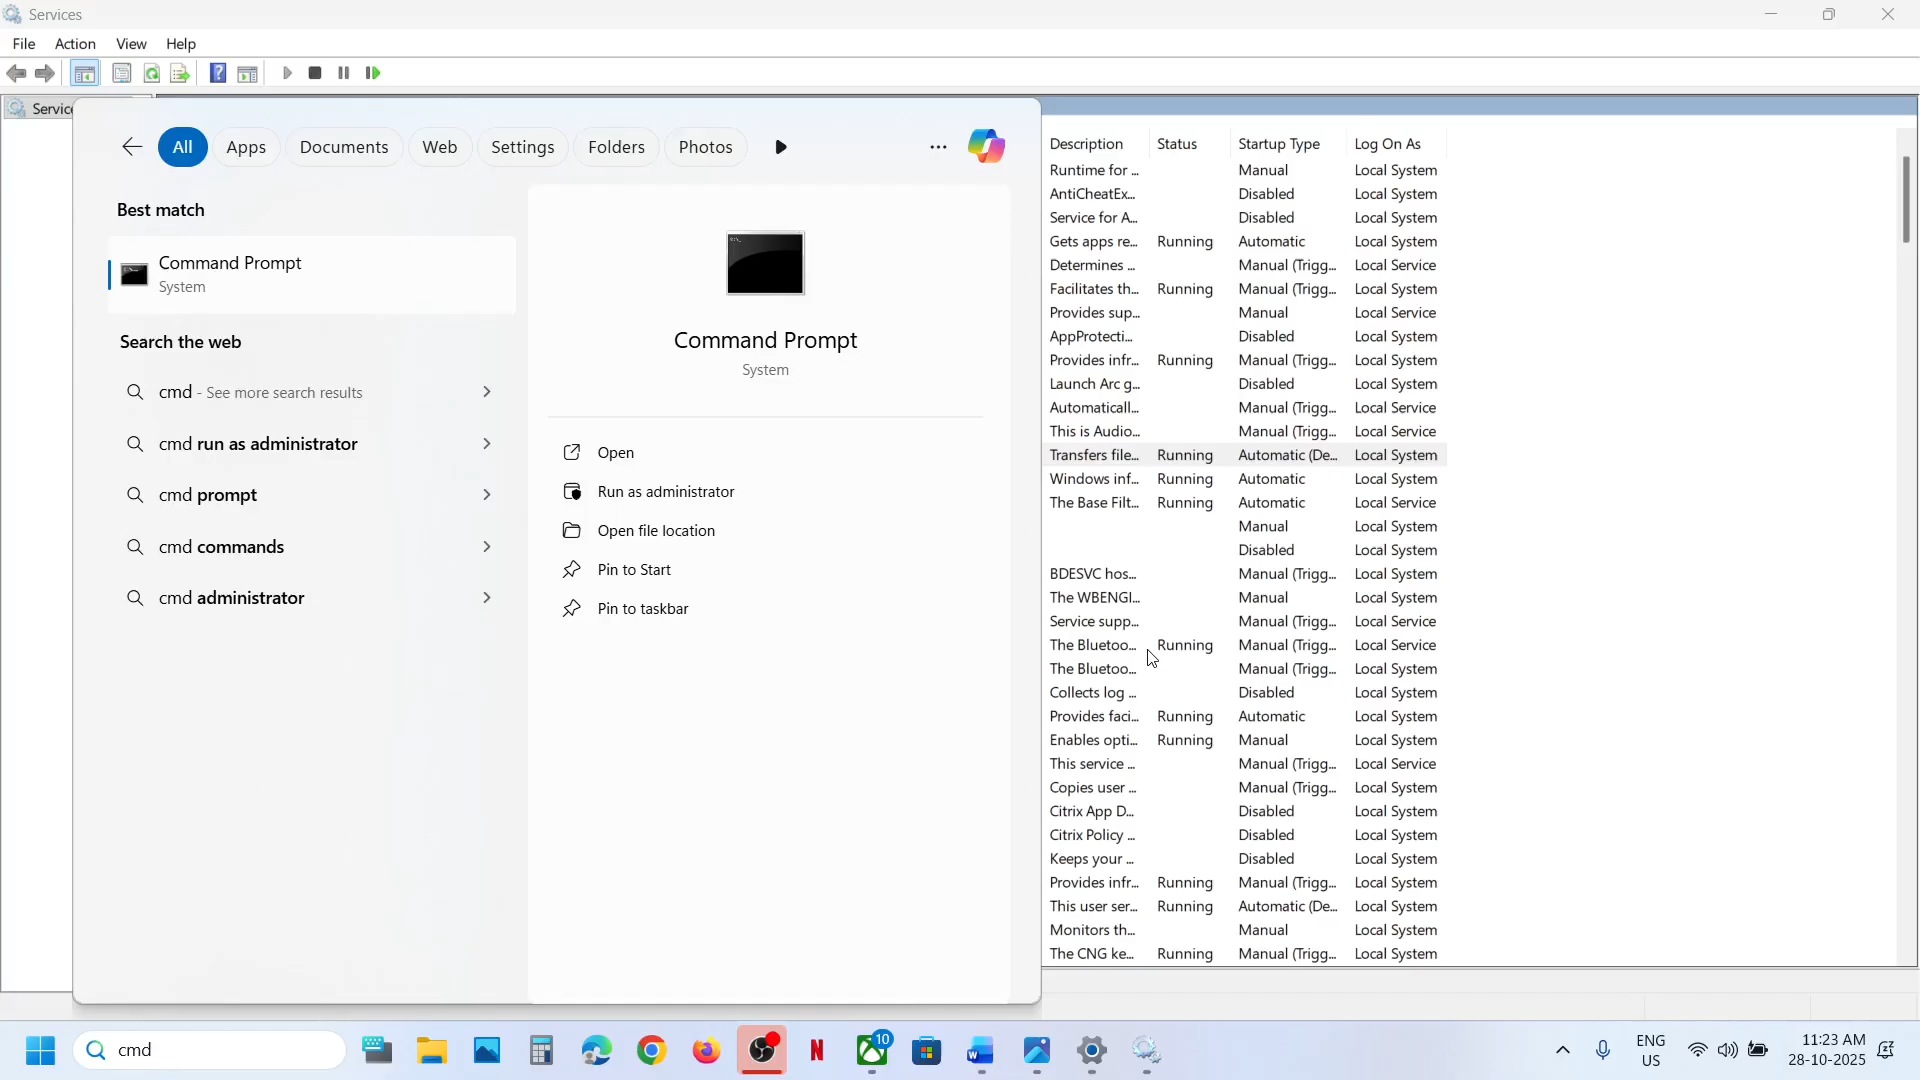 Services
File Action View Help
Service
All Apps Documents Web Settings Folders Photos
Best match
Command Prompt
System
Search the web
cmd - See more search results
cmd run as administrator
cmd prompt
cmd commands
cmd administrator
Command Prompt
System
Open
Run as administrator
Open file location
Pin to Start
Pin to taskbar
Description Status Startup Type Log On As
Runtime for ... Manual Local System
AntiCheatEx... Disabled Local System
Service for A... Disabled Local System
Gets apps re... Running Automatic Local System
Determines ... Manual (Trigg... Local Service
Facilitates th... Running Manual (Trigg... Local System
Provides sup... Manual Local Service
AppProtecti... Disabled Local System
Provides infr... Running Manual (Trigg... Local System
Launch Arc g... Disabled Local System
Automaticall... Manual (Trigg... Local Service
This is Audio... Manual (Trigg... Local Service
Transfers file... Running Automatic (De... Local System
Windows inf... Running Automatic Local System
The Base Filt... Running Automatic Local Service
Manual Local System
Disabled Local System
BDESVC hos... Manual (Trigg... Local System
The WBENGI... Manual Local System
Service supp... Manual (Trigg... Local Service
The Bluetoo... Running Manual (Trigg... Local Service
The Bluetoo... Manual (Trigg... Local System
Collects log ... Disabled Local System
Provides faci... Running Automatic Local System
Enables opti... Running Manual Local System
This service ... Manual (Trigg... Local Service
Copies user ... Manual (Trigg... Local System
Citrix App D... Disabled Local System
Citrix Policy ... Disabled Local System
Keeps your ... Disabled Local System
Provides infr... Running Manual (Trigg... Local System
This user ser... Running Automatic (De... Local System
Monitors th... Manual Local System
The CNG ke... Running Manual (Trigg... Local System
cmd
10
ENG
US
11:23 AM
28-10-2025